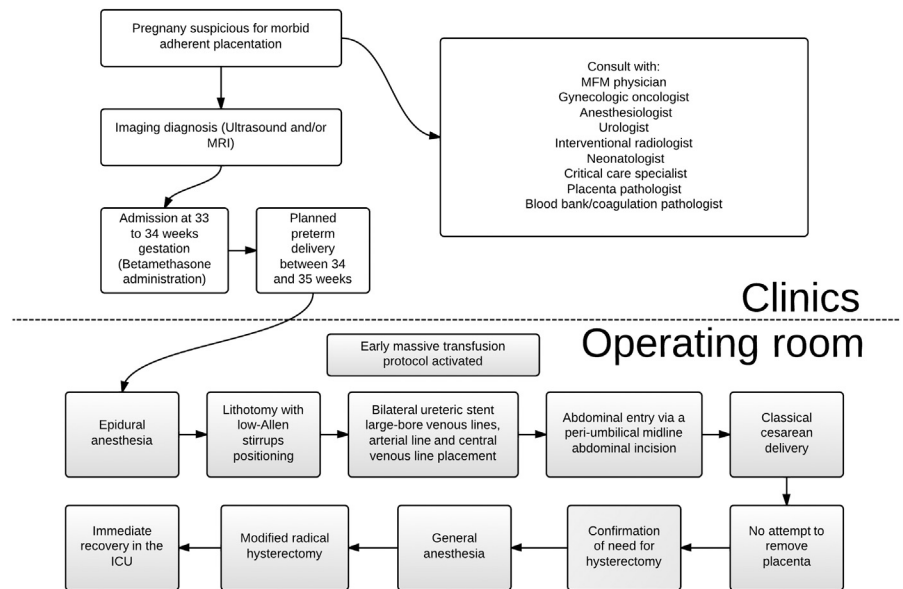 Pregnany suspicious for morbid
adherent placentation
Consult with:
MFM physician
Gynecologic oncologist
Anesthesiologist
Urologist
Interventional radiologist
Neonatologist
Critical care specialist
Placenta pathologist
Blood bank/coagulation pathologist
Imaging diagnosis (Ultrasound and/or
MRI)
Admission at 33
to 34 weeks
gestation
(Betamethasone
administration)
Planned
preterm
delivery
between 34
and 35 weeks
Clinics
Operating room
Early massive transfusion
protocol activated
Epidural
anesthesia
Lithotomy with
low-Allen
stirrups
positioning
Bilateral ureteric stent
large-bore venous lines,
arterial line and central
venous line placement
Abdominal entry via a
peri-umbilical midline
abdominal incision
Classical
cesarean
delivery
Immediate
recovery in the
ICU
Modified radical
hysterectomy
General
anesthesia
Confirmation
of need for
hysterectomy
No attempt to
remove
placenta